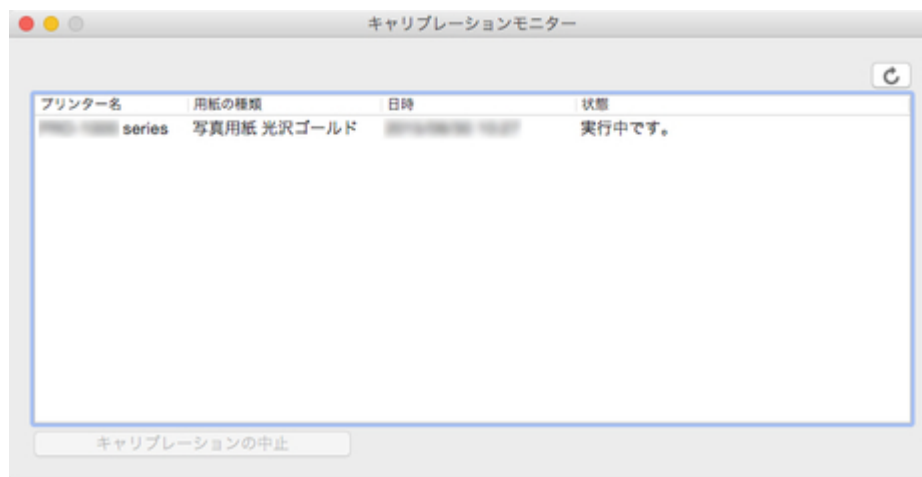 キャリブレーションモニター
プリンター名 用紙の種類 日時 状態
series 写真用紙 光沢ゴールド 実行中です。
キャリブレーションの中止